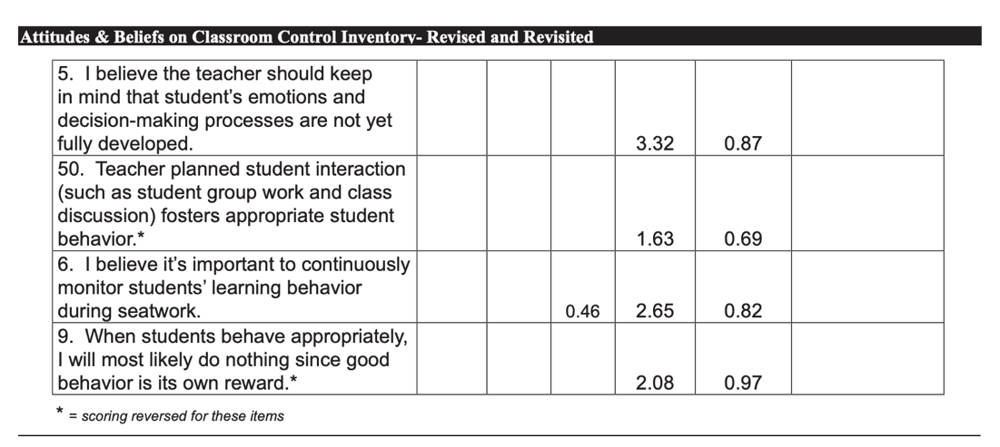 Attitudes & Beliefs on Classroom Control Inventory- Revised and Revisited
5. I believe the teacher should keep
in mind that student's emotions and
decision-making processes are not yet
fully developed. 3.32 0.87
50. Teacher planned student interaction
(such as student group work and class
discussion) fosters appropriate student
behavior.* 1.63 0.69
6. I believe it's important to continuously
monitor students' learning behavior
during seatwork. 0.46 2.65 0.82
9. When students behave appropriately,
I will most likely do nothing since good
behavior is its own reward.* 2.08 0.97
* = scoring reversed for these items